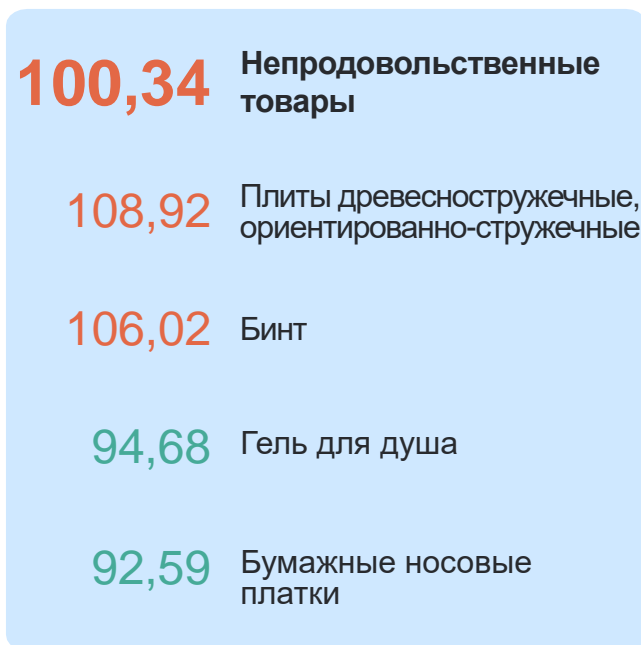 100,34 Непродовольственные
товары
108,92 Плиты древесностружечные,
ориентированно-стружечные
106,02 Бинт
94,68 Гель для душа
92,59 Бумажные носовые
платки